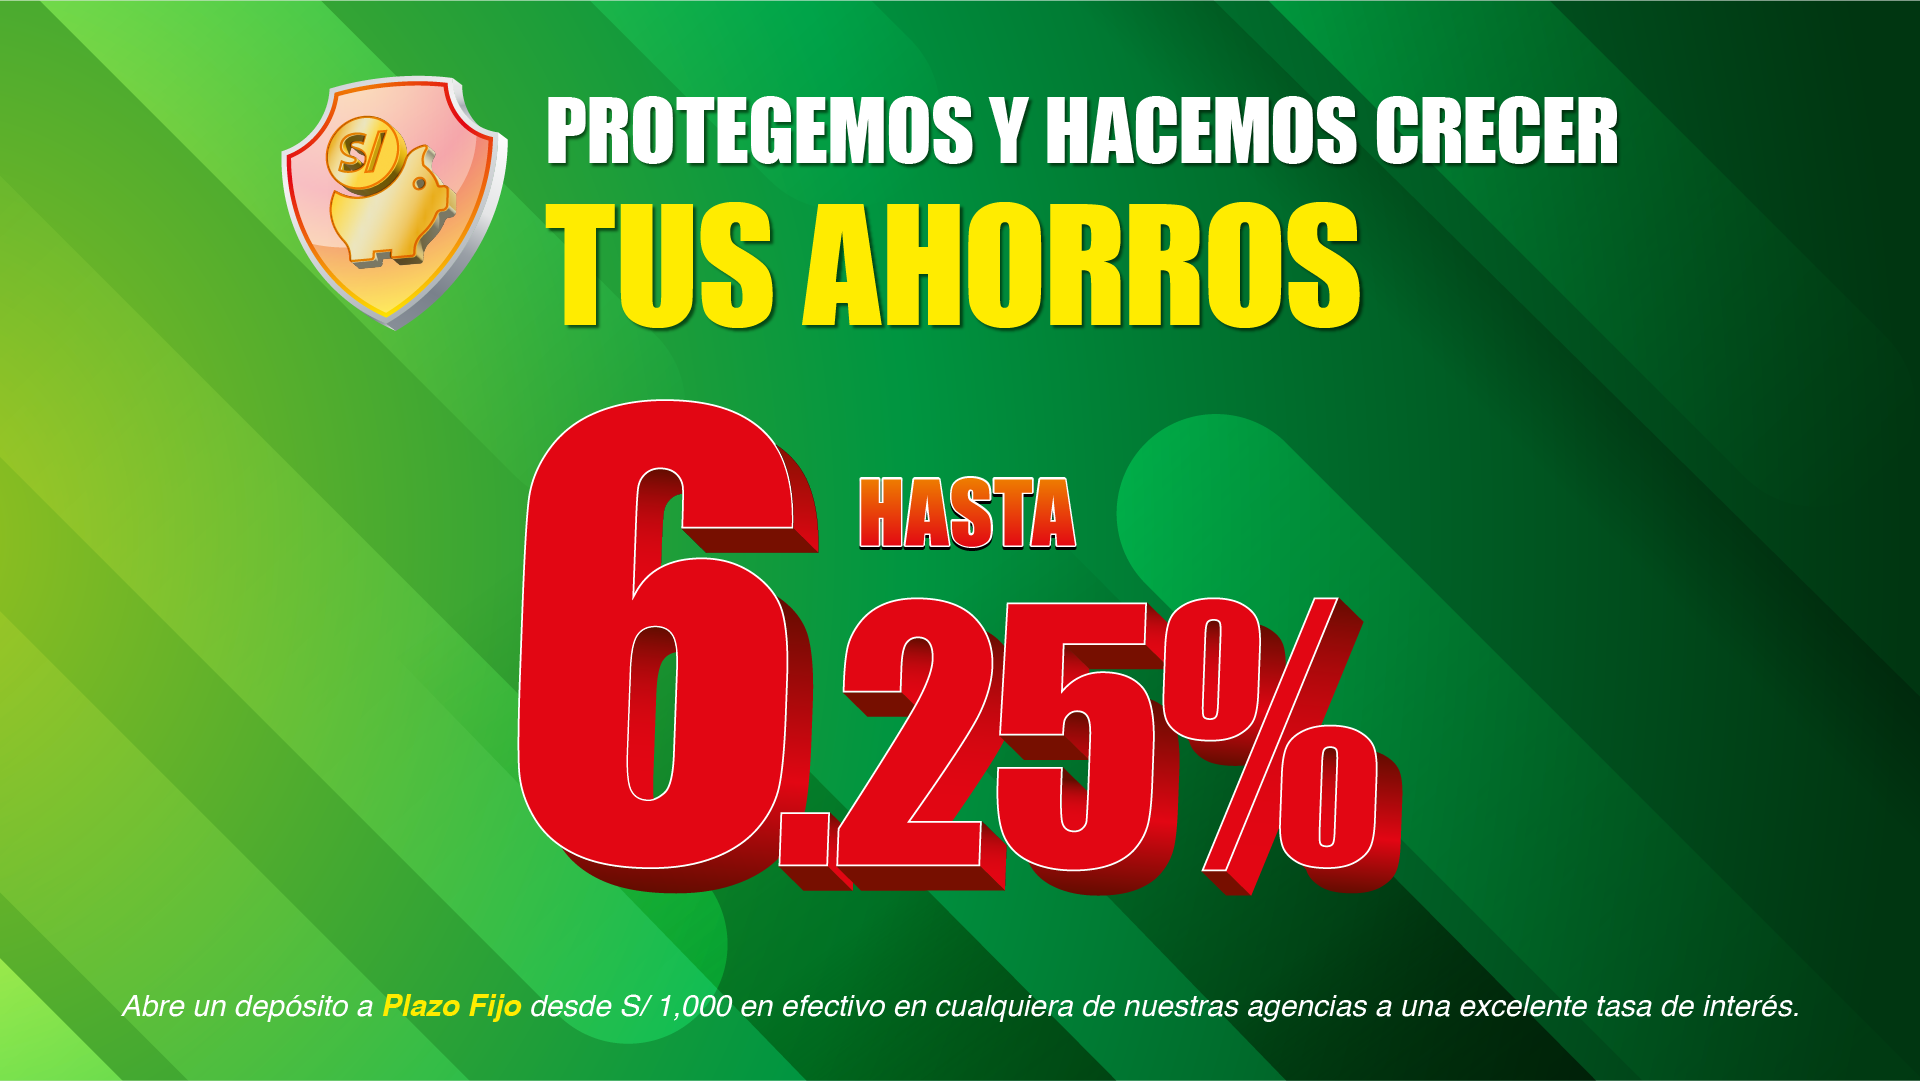 S/
PROTEGEMOS Y HACEMOS CRECER
TUS AHORROS
HASTA
6.25%
Abre un depósito a Plazo Fijo desde S/ 1,000 en efectivo en cualquiera de nuestras agencias a una excelente tasa de interés.